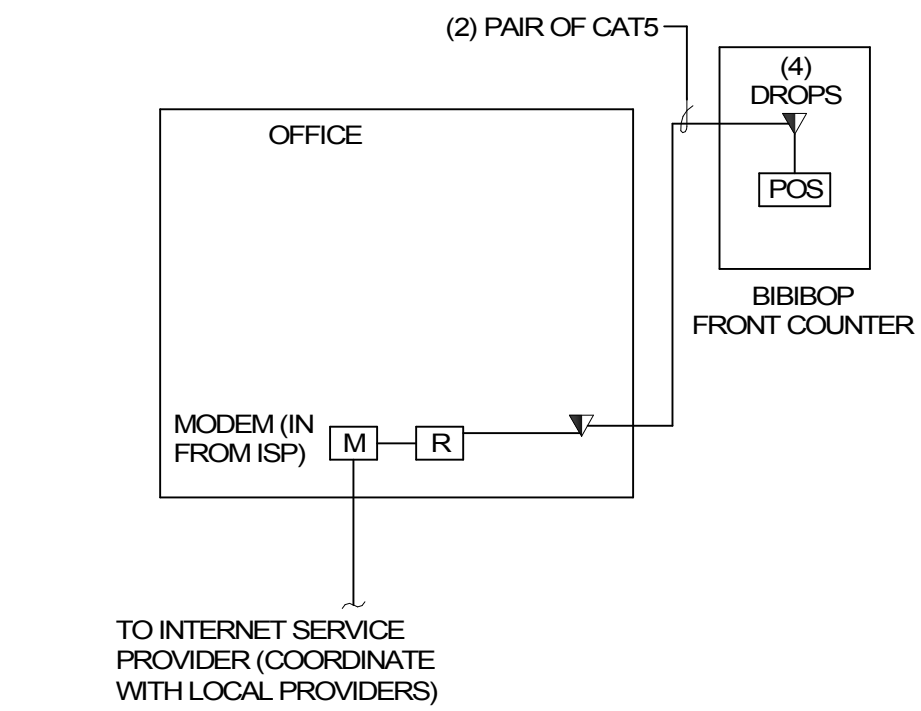 (2) PAIR OF CAT5
(4)
DROPS
OFFICE
POS
BIBIBOP
FRONT COUNTER
MODEM (IN
FROM ISP)
M
R
TO INTERNET SERVICE
PROVIDER (COORDINATE
WITH LOCAL PROVIDERS)